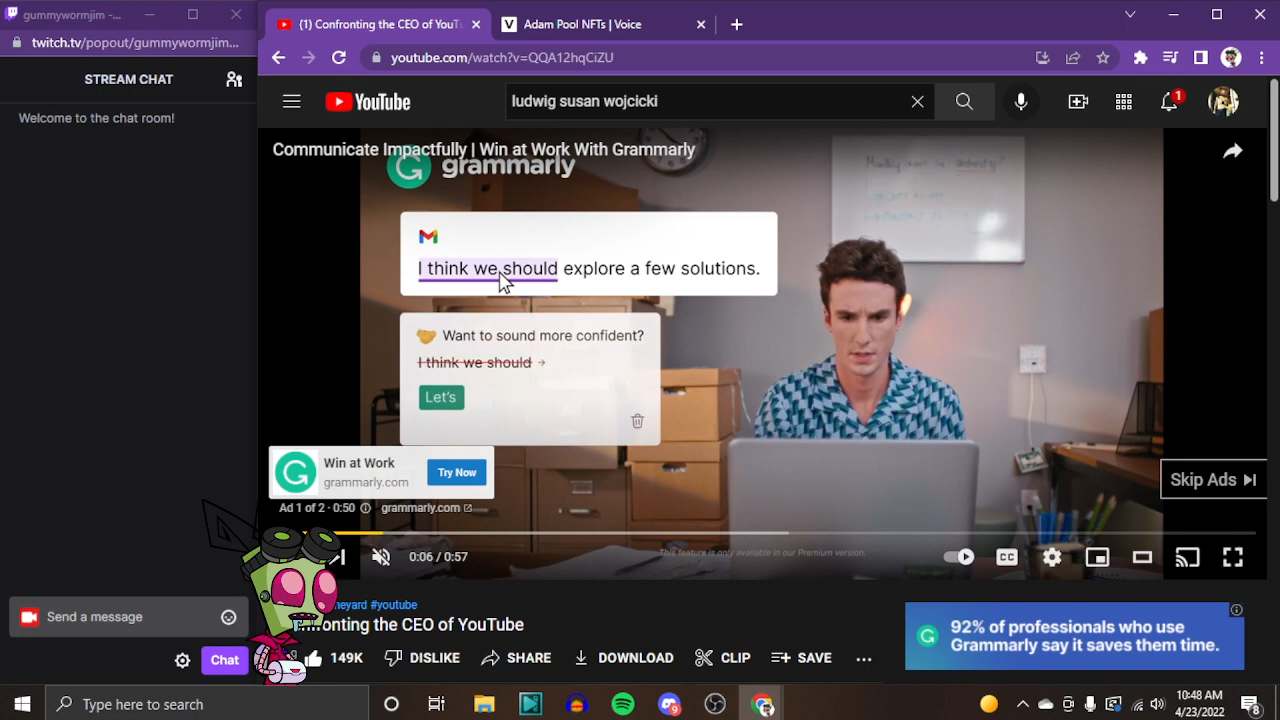 gummywormjim -...
twitch.tv/popout/gummywormjim...
STREAM CHAT
Welcome to the chat room!
Send a message
Chat
(1) Confronting the CEO of YouT
Adam Pool NFTs | Voice
youtube.com/watch?v=QQA12hqCiZU
YouTube
ludwig susan wojcicki
1
Communicate Impactfully | Win at Work With Grammarly
grammarly
I think we should explore a few solutions.
Want to sound more confident?
I think we should →
Let's
Win at Work
grammarly.com
Try Now
Skip Ads
Ad 1 of 2 · 0:50
grammarly.com
0:06 / 0:57
This feature is only available in our Premium version.
CC
neyard #youtube
nfronting the CEO of YouTube
149K
DISLIKE
SHARE
DOWNLOAD
CLIP
SAVE
92% of professionals who use
Grammarly say it saves them time.
Type here to search
9
10:48 AM
4/23/2022
8